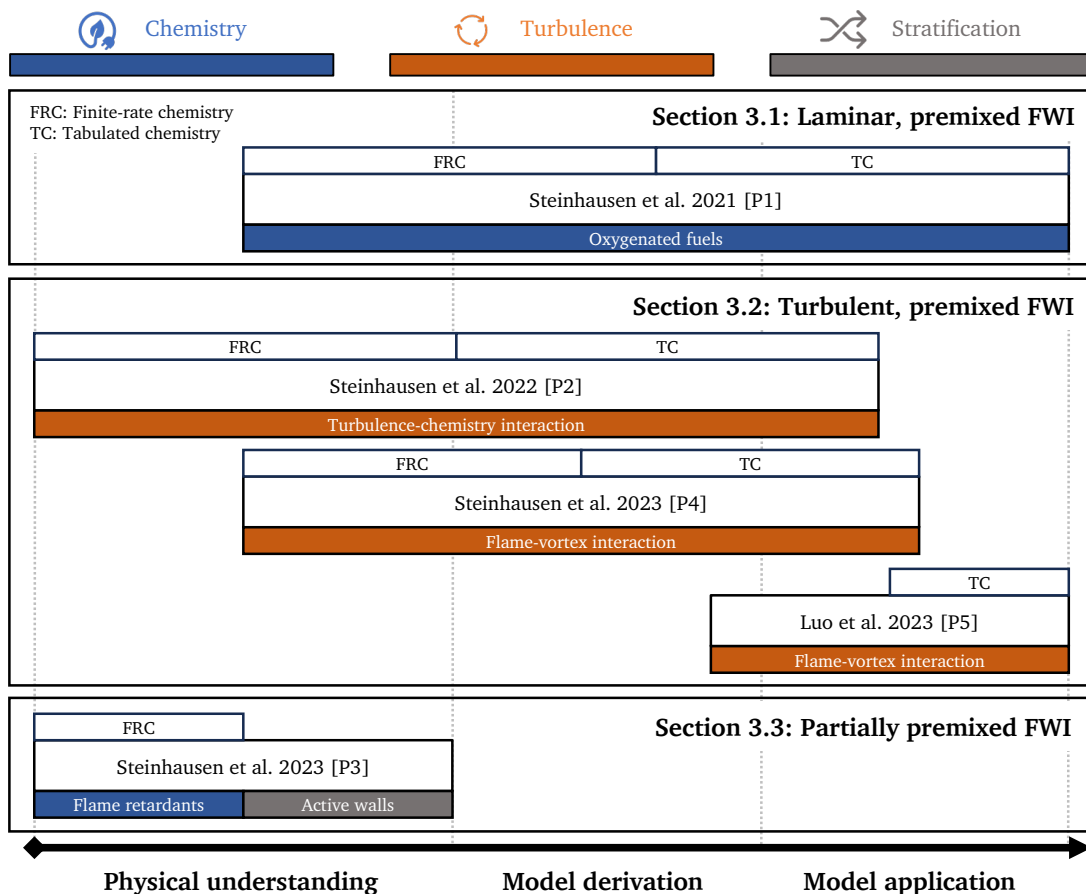 Chemistry
Turbulence
Stratification
FRC: Finite-rate chemistry
TC: Tabulated chemistry
Section 3.1: Laminar, premixed FWI
FRC
TC
Steinhausen et al. 2021 [P1]
Oxygenated fuels
Section 3.2: Turbulent, premixed FWI
FRC
TC
Steinhausen et al. 2022 [P2]
Turbulence-chemistry interaction
FRC
TC
Steinhausen et al. 2023 [P4]
Flame-vortex interaction
TC
Luo et al. 2023 [P5]
Flame-vortex interaction
Section 3.3: Partially premixed FWI
FRC
Steinhausen et al. 2023 [P3]
Flame retardants
Active walls
Physical understanding
Model derivation
Model application